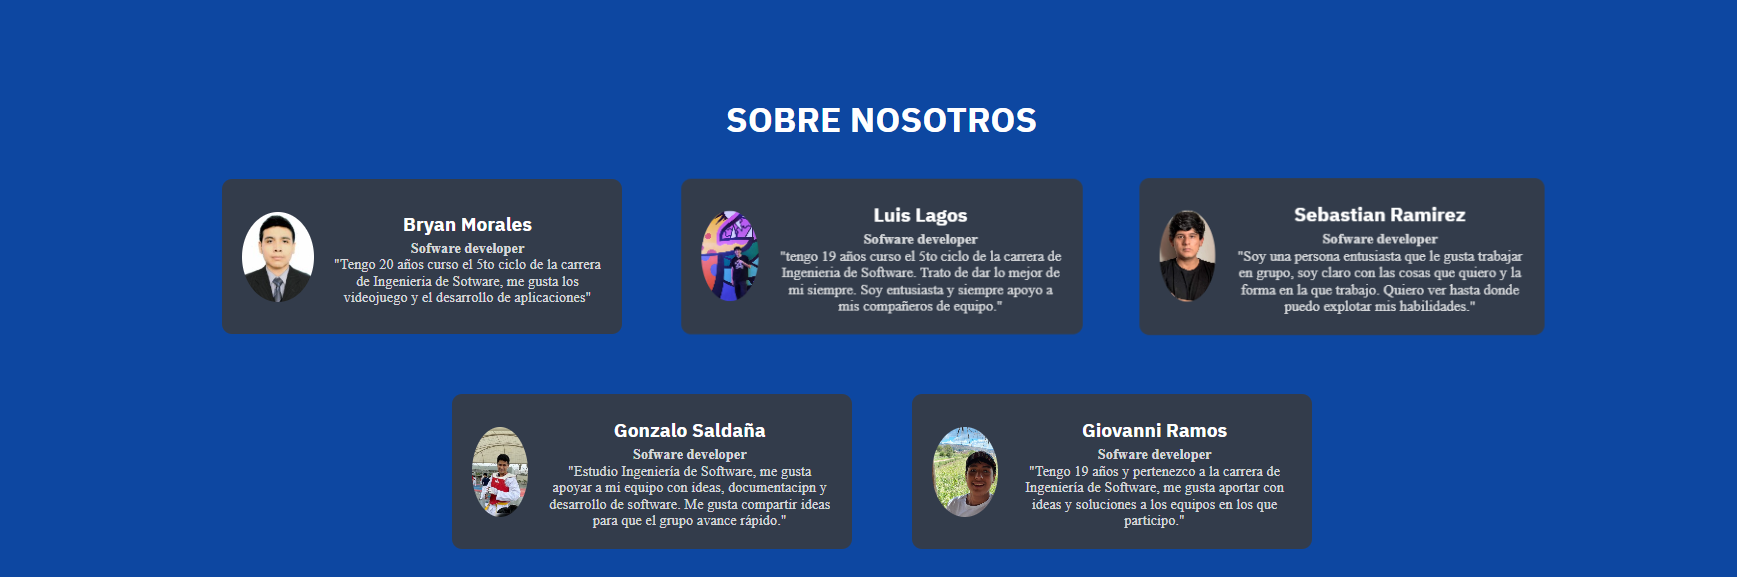 SOBRE NOSOTROS
Bryan Morales
Sofware developer
"Tengo 20 años curso el 5to ciclo de la carrera
de Ingenieria de Sotware, me gusta los
videojuego y el desarrollo de aplicaciones"
Luis Lagos
Sofware developer
"tengo 19 años curso el 5to ciclo de la carrera de
Ingenieria de Software. Trato de dar lo mejor de
mi siempre. Soy entusiasta y siempre apoyo a
mis compañeros de equipo."
Sebastian Ramirez
Sofware developer
"Soy una persona entusiasta que le gusta trabajar
en grupo, soy claro con las cosas que quiero y la
forma en la que trabajo. Quiero ver hasta donde
puedo explotar mis habilidades."
Gonzalo Saldaña
Sofware developer
"Estudio Ingeniería de Software, me gusta
apoyar a mi equipo con ideas, documentacipn y
desarrollo de software. Me gusta compartir ideas
para que el grupo avance rápido."
Giovanni Ramos
Sofware developer
"Tengo 19 años y pertenezco a la carrera de
Ingeniería de Software, me gusta aportar con
ideas y soluciones a los equipos en los que
participo."